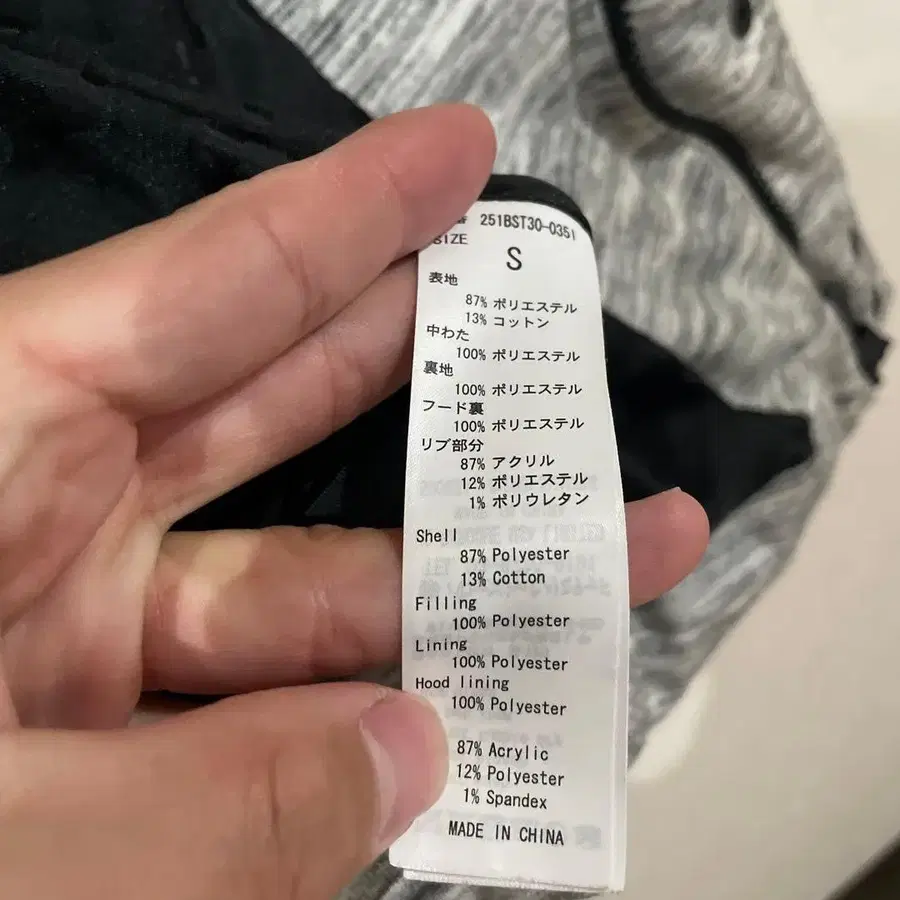 番 251BST30-0351
SIZE
S
表地
87% ポリエステル
13% コットン
中わた
100% ポリエステル
裏地
100% ポリエステル
フード裏
100% ポリエステル
リブ部分
87% アクリル
12% ポリエステル
1% ポリウレタン
Shell
87% Polyester
13% Cotton
Filling
100% Polyester
Lining
100% Polyester
Hood lining
100% Polyester
87% Acrylic
12% Polyester
1% Spandex
MADE IN CHINA